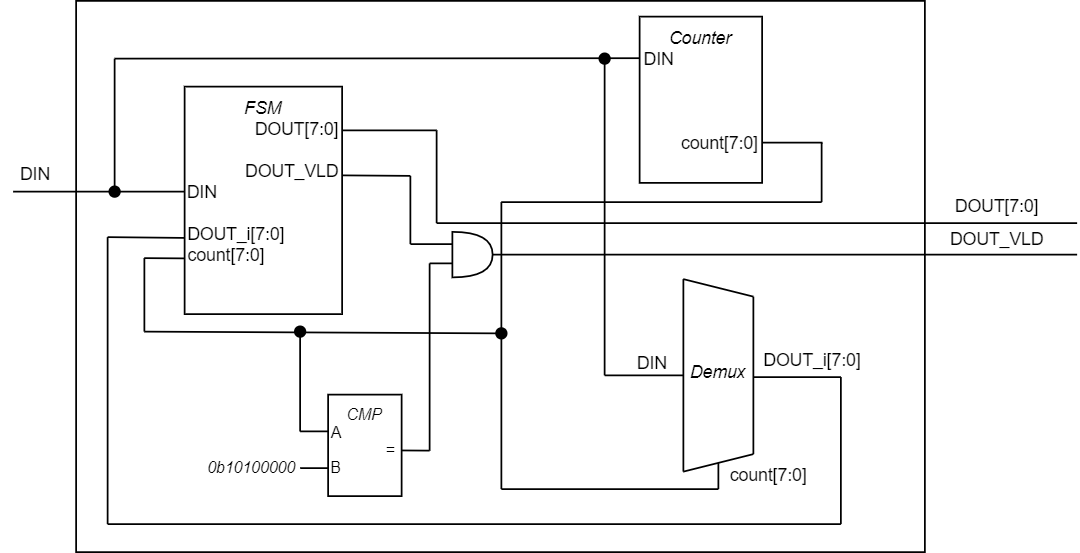 Counter
DIN
count[7:0]
FSM
DOUT[7:0]
DOUT_VLD
DIN
DIN
DOUT_i[7:0]
count[7:0]
DOUT[7:0]
DOUT_VLD
DIN
Demux
DOUT_i[7:0]
count[7:0]
CMP
A
=
0b10100000
B